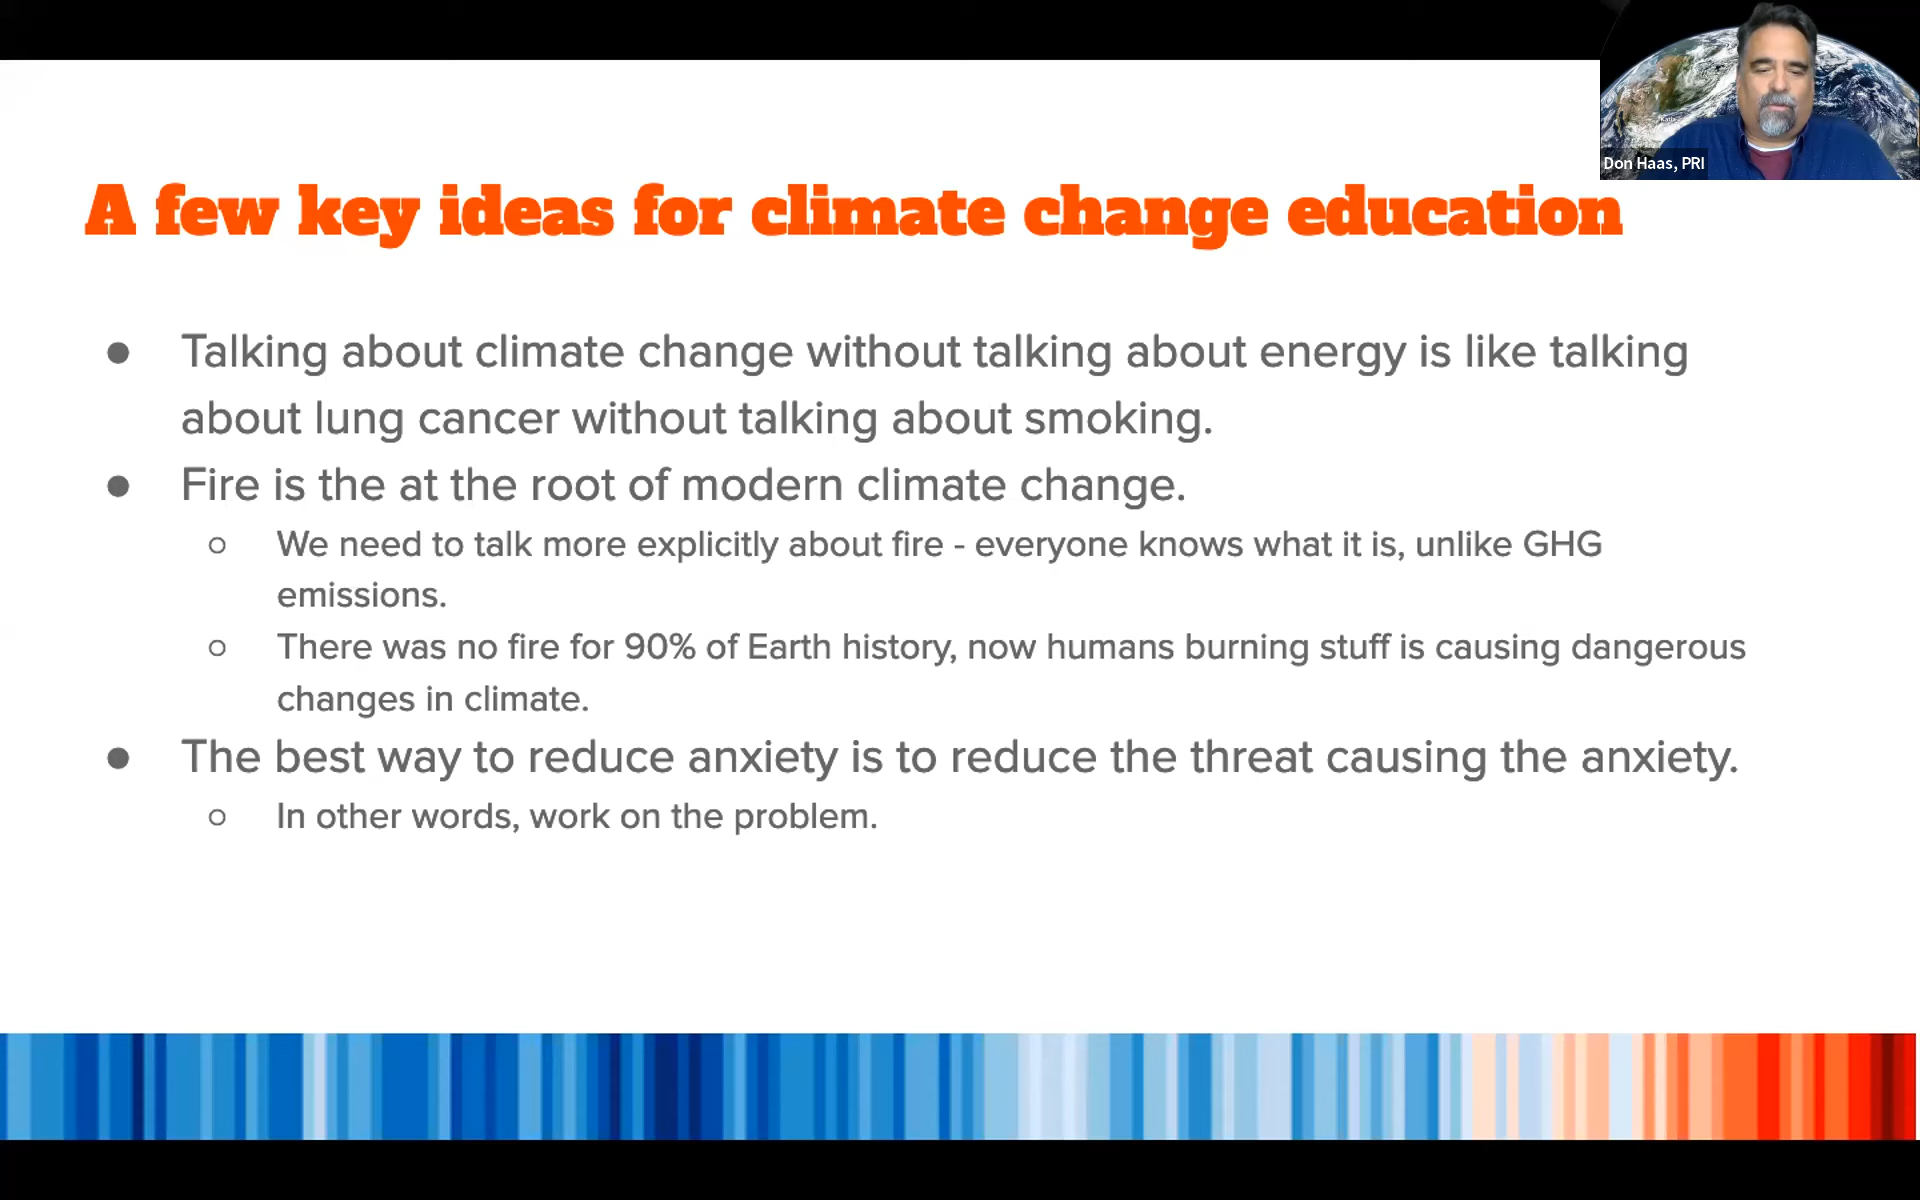 Don Haas, PRI
A few key ideas for climate change education
● Talking about climate change without talking about energy is like talking
about lung cancer without talking about smoking.
● Fire is the at the root of modern climate change.
○ We need to talk more explicitly about fire - everyone knows what it is, unlike GHG
emissions.
○ There was no fire for 90% of Earth history, now humans burning stuff is causing dangerous
changes in climate.
● The best way to reduce anxiety is to reduce the threat causing the anxiety.
○ In other words, work on the problem.